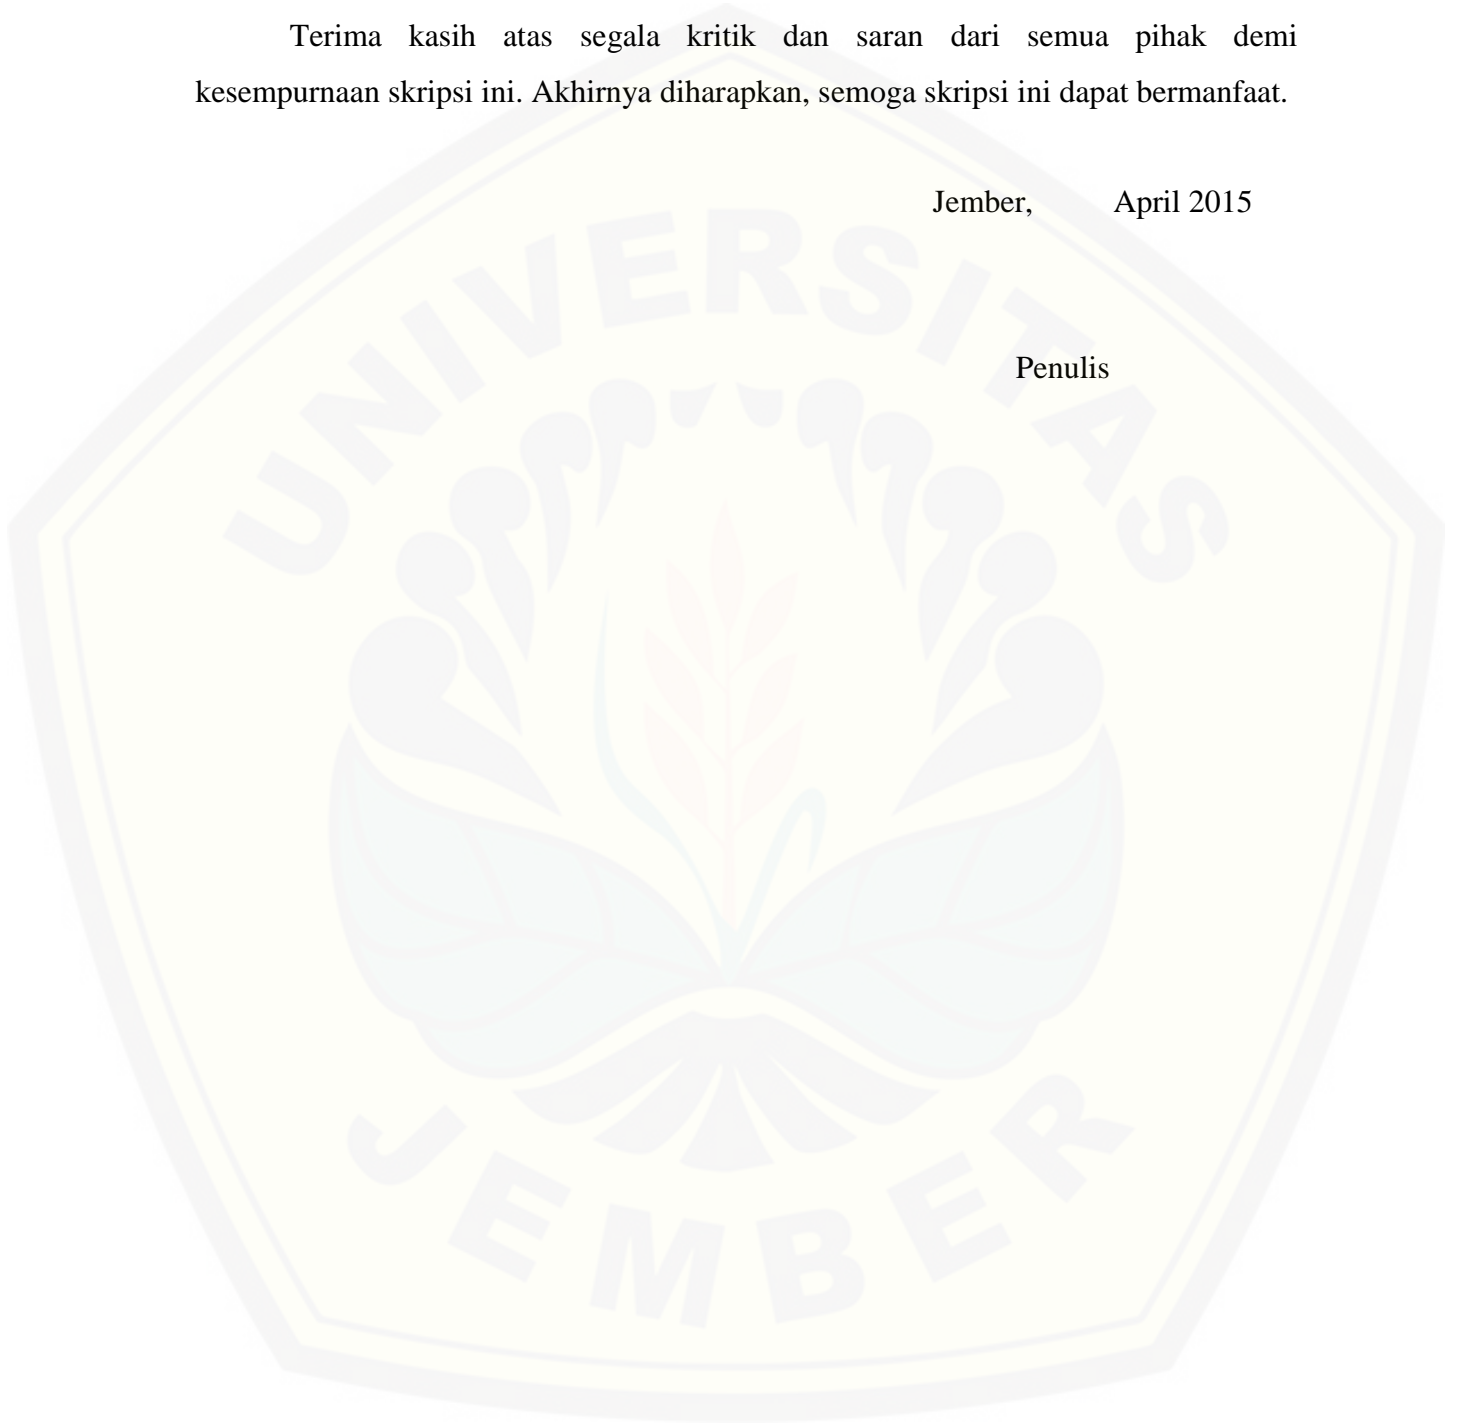 Terima kasih atas segala kritik dan saran dari semua pihak demi
kesempurnaan skripsi ini. Akhirnya diharapkan, semoga skripsi ini dapat bermanfaat.
Jember, April 2015
UNIVERSITAS
Penulis
JEMBER